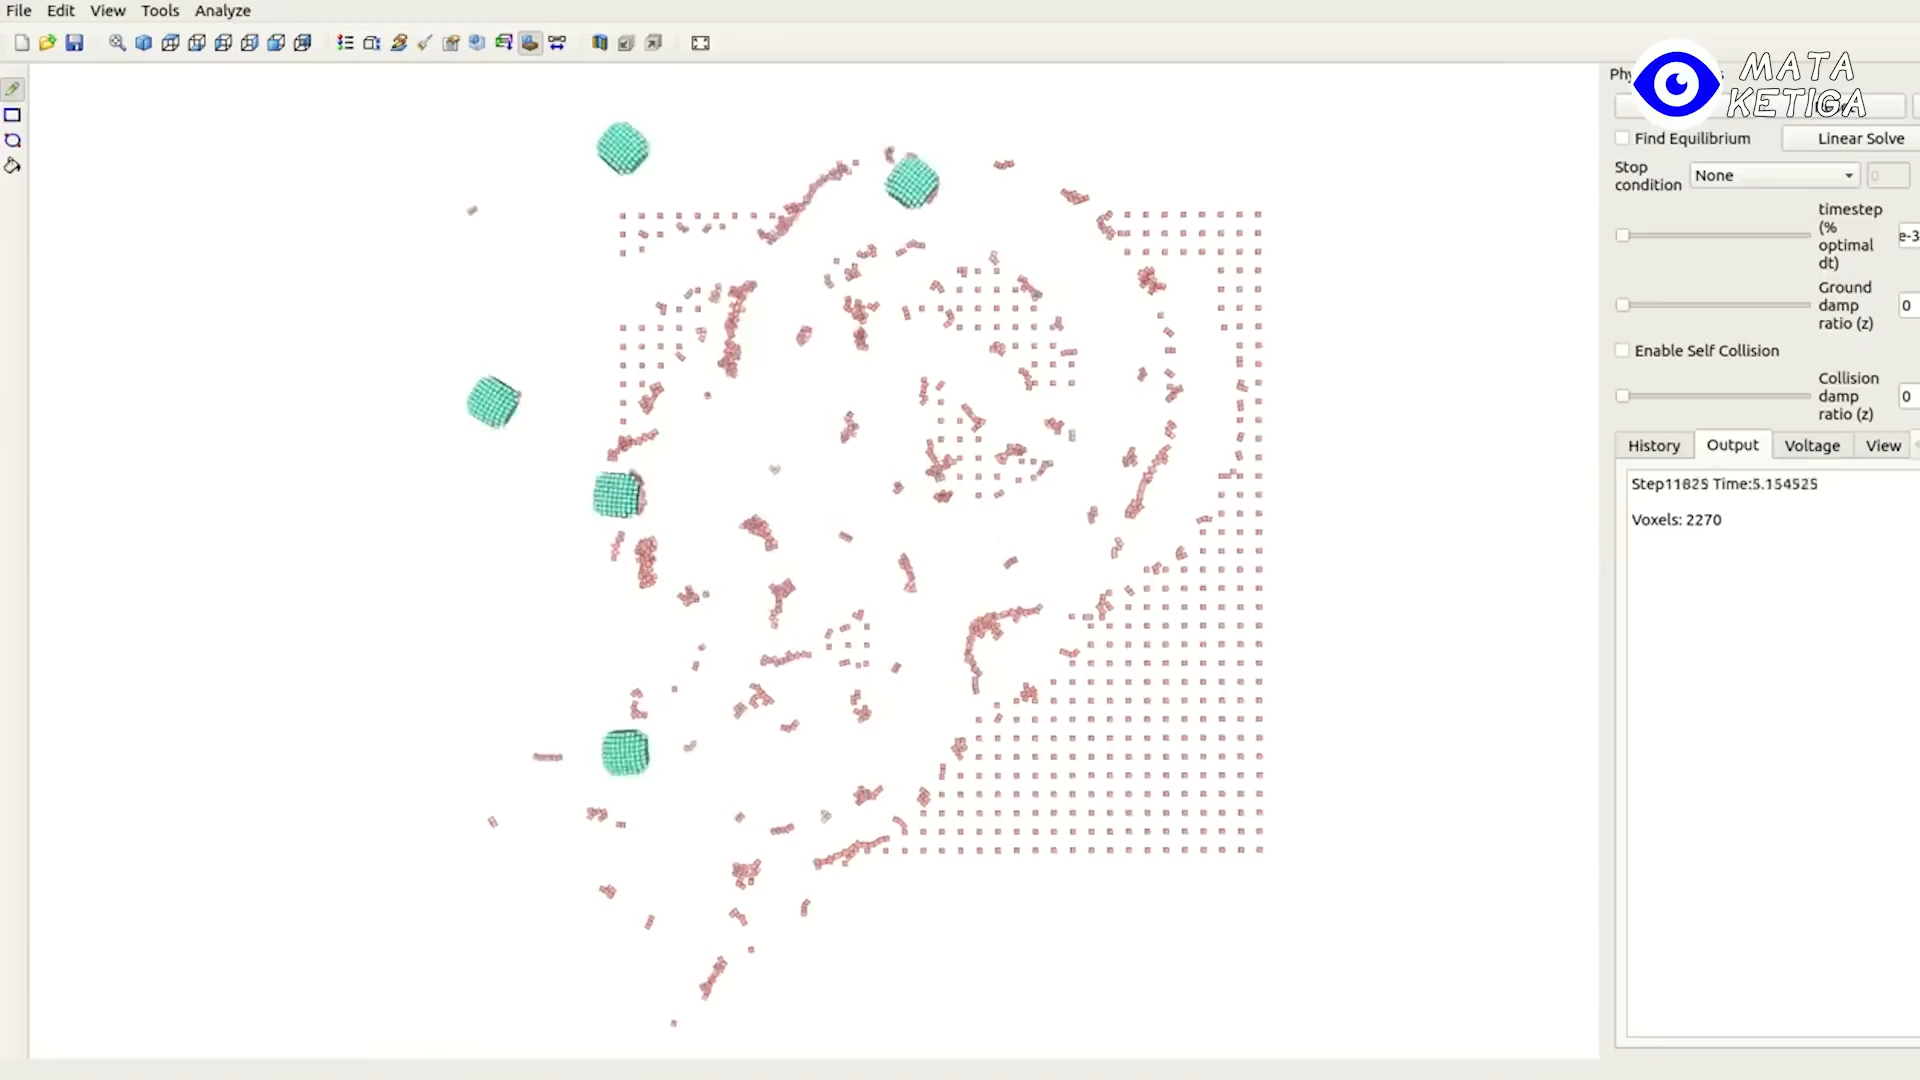 File Edit View Tools Analyze
MATA
KETIGA
Find Equilibrium
Linear Solve
Stop
condition
None
0
timestep
(%
optimal
dt)
e-3
Ground
damp
ratio (z)
0
Enable Self Collision
Collision
damp
ratio (z)
0
History Output Voltage View
Step11825 Time:5.154525
Voxels: 2270